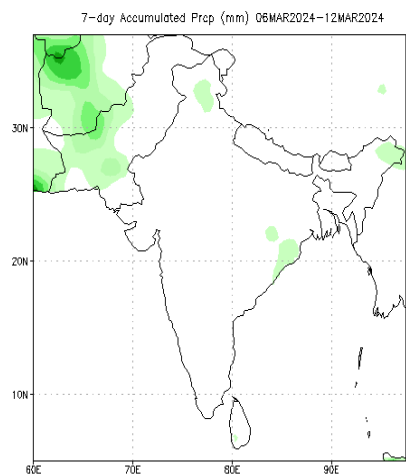 7-day Accumulated Prcp (mm) 06MAR2024-12MAR2024
30N
20N
10N
60E 70E 80E 90E